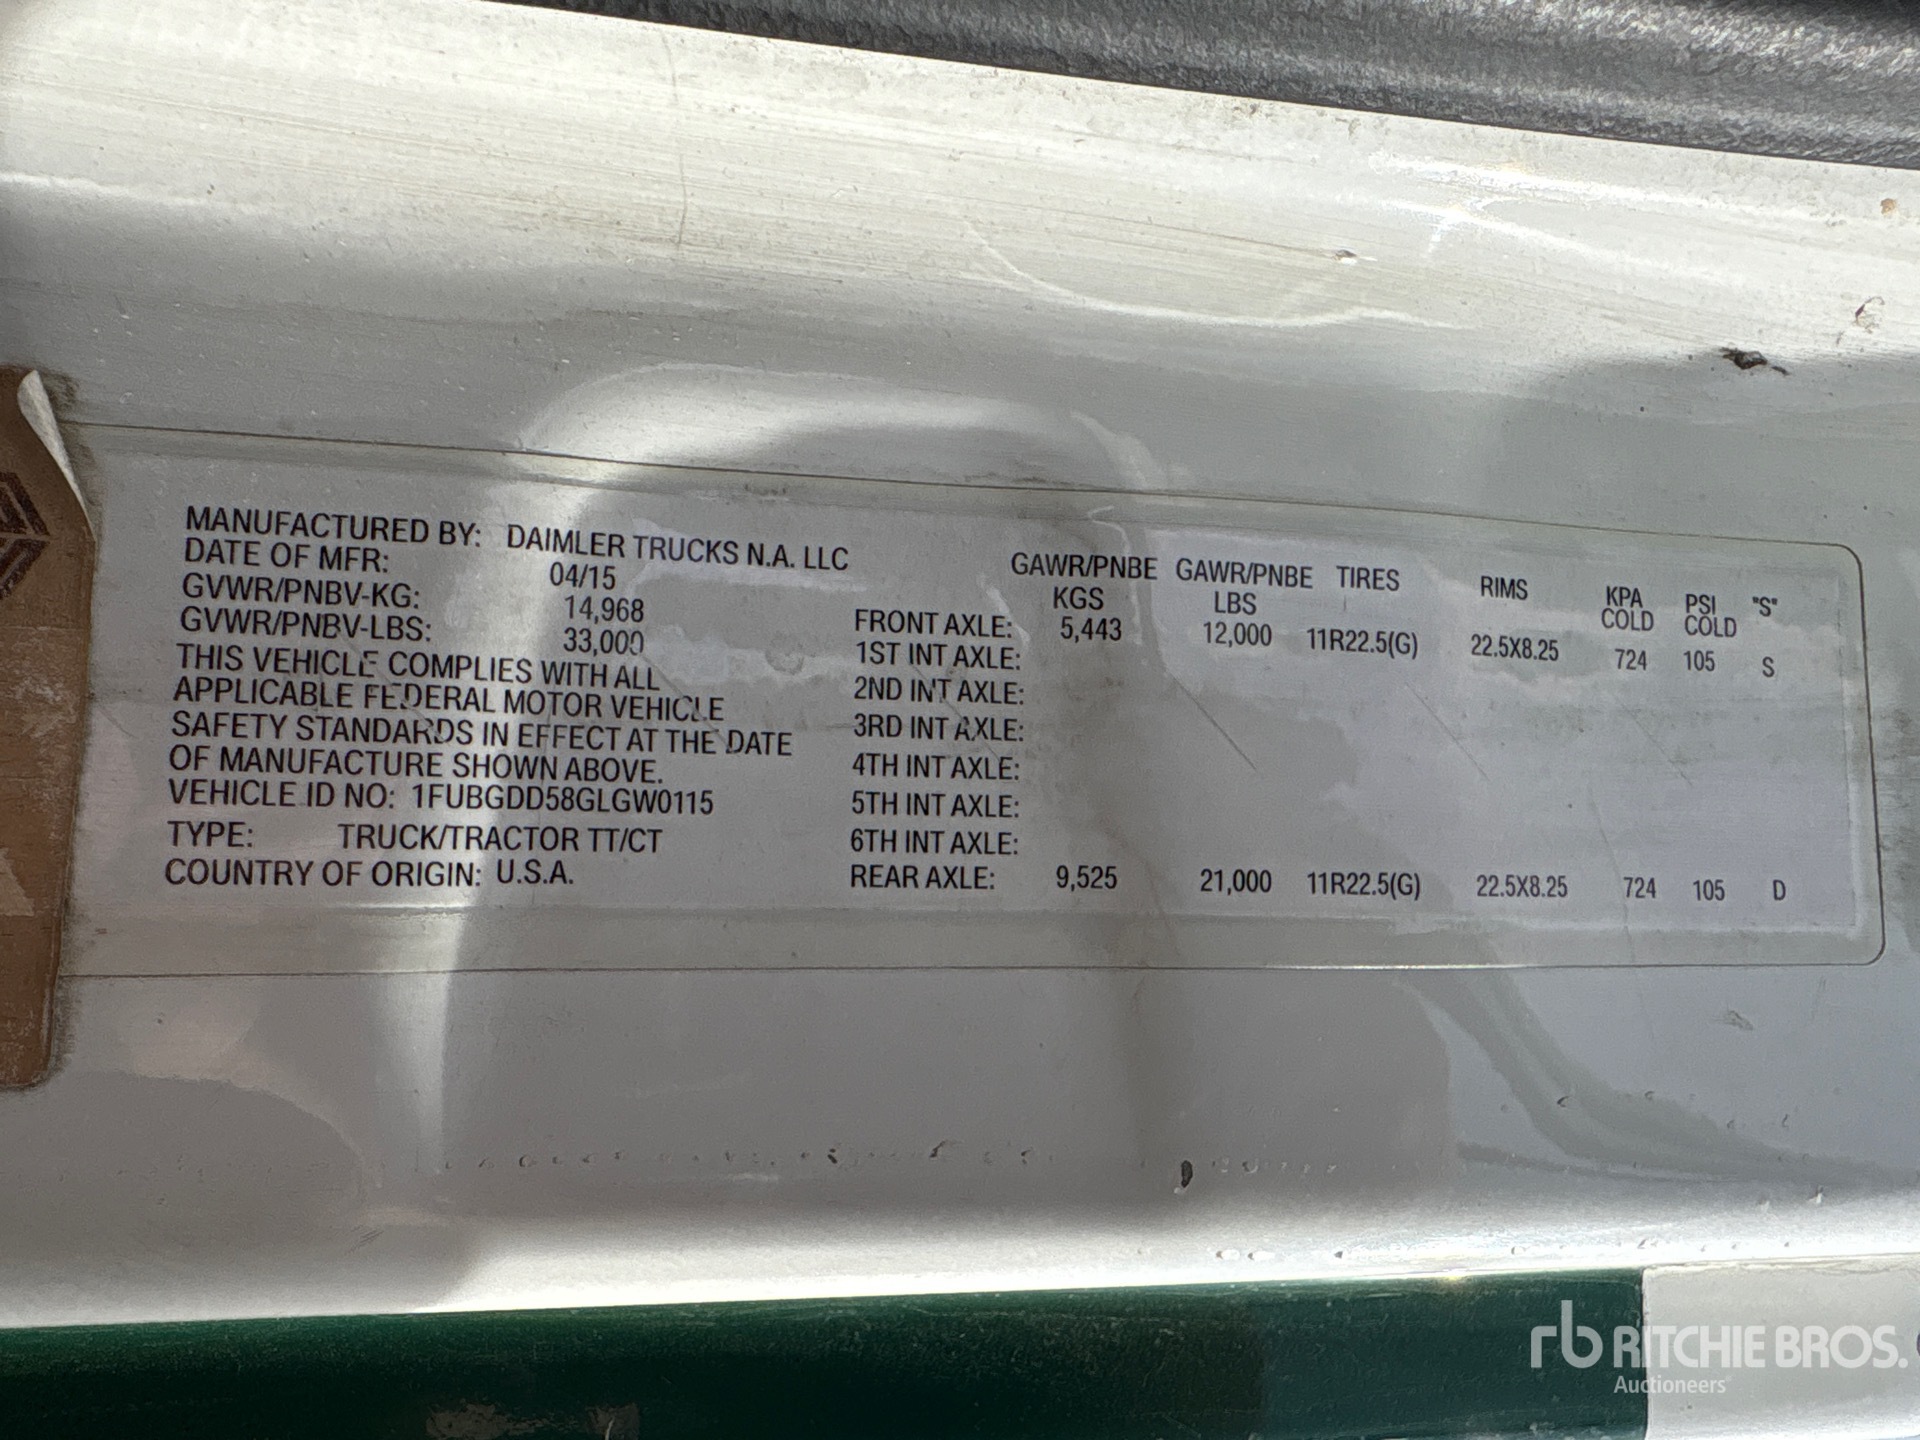 MANUFACTURED BY: DAIMLER TRUCKS N.A. LLC
DATE OF MFR: 04/15
GVWR/PNBV-KG: 14,968
GVWR/PNBV-LBS: 33,000
THIS VEHICLE COMPLIES WITH ALL
APPLICABLE FEDERAL MOTOR VEHICLE
SAFETY STANDARDS IN EFFECT AT THE DATE
OF MANUFACTURE SHOWN ABOVE.
VEHICLE ID NO: 1FUBGDD58GLGW0115
TYPE: TRUCK/TRACTOR TT/CT
COUNTRY OF ORIGIN: U.S.A.
GAWR/PNBE GAWR/PNBE TIRES RIMS KPA PSI "S"
KGS LBS COLD COLD
FRONT AXLE: 5,443 12,000 11R22.5(G) 22.5X8.25 724 105 S
1ST INT AXLE:
2ND INT AXLE:
3RD INT AXLE:
4TH INT AXLE:
5TH INT AXLE:
6TH INT AXLE:
REAR AXLE: 9,525 21,000 11R22.5(G) 22.5X8.25 724 105 D
rb RITCHIE BROS.
Auctioneers